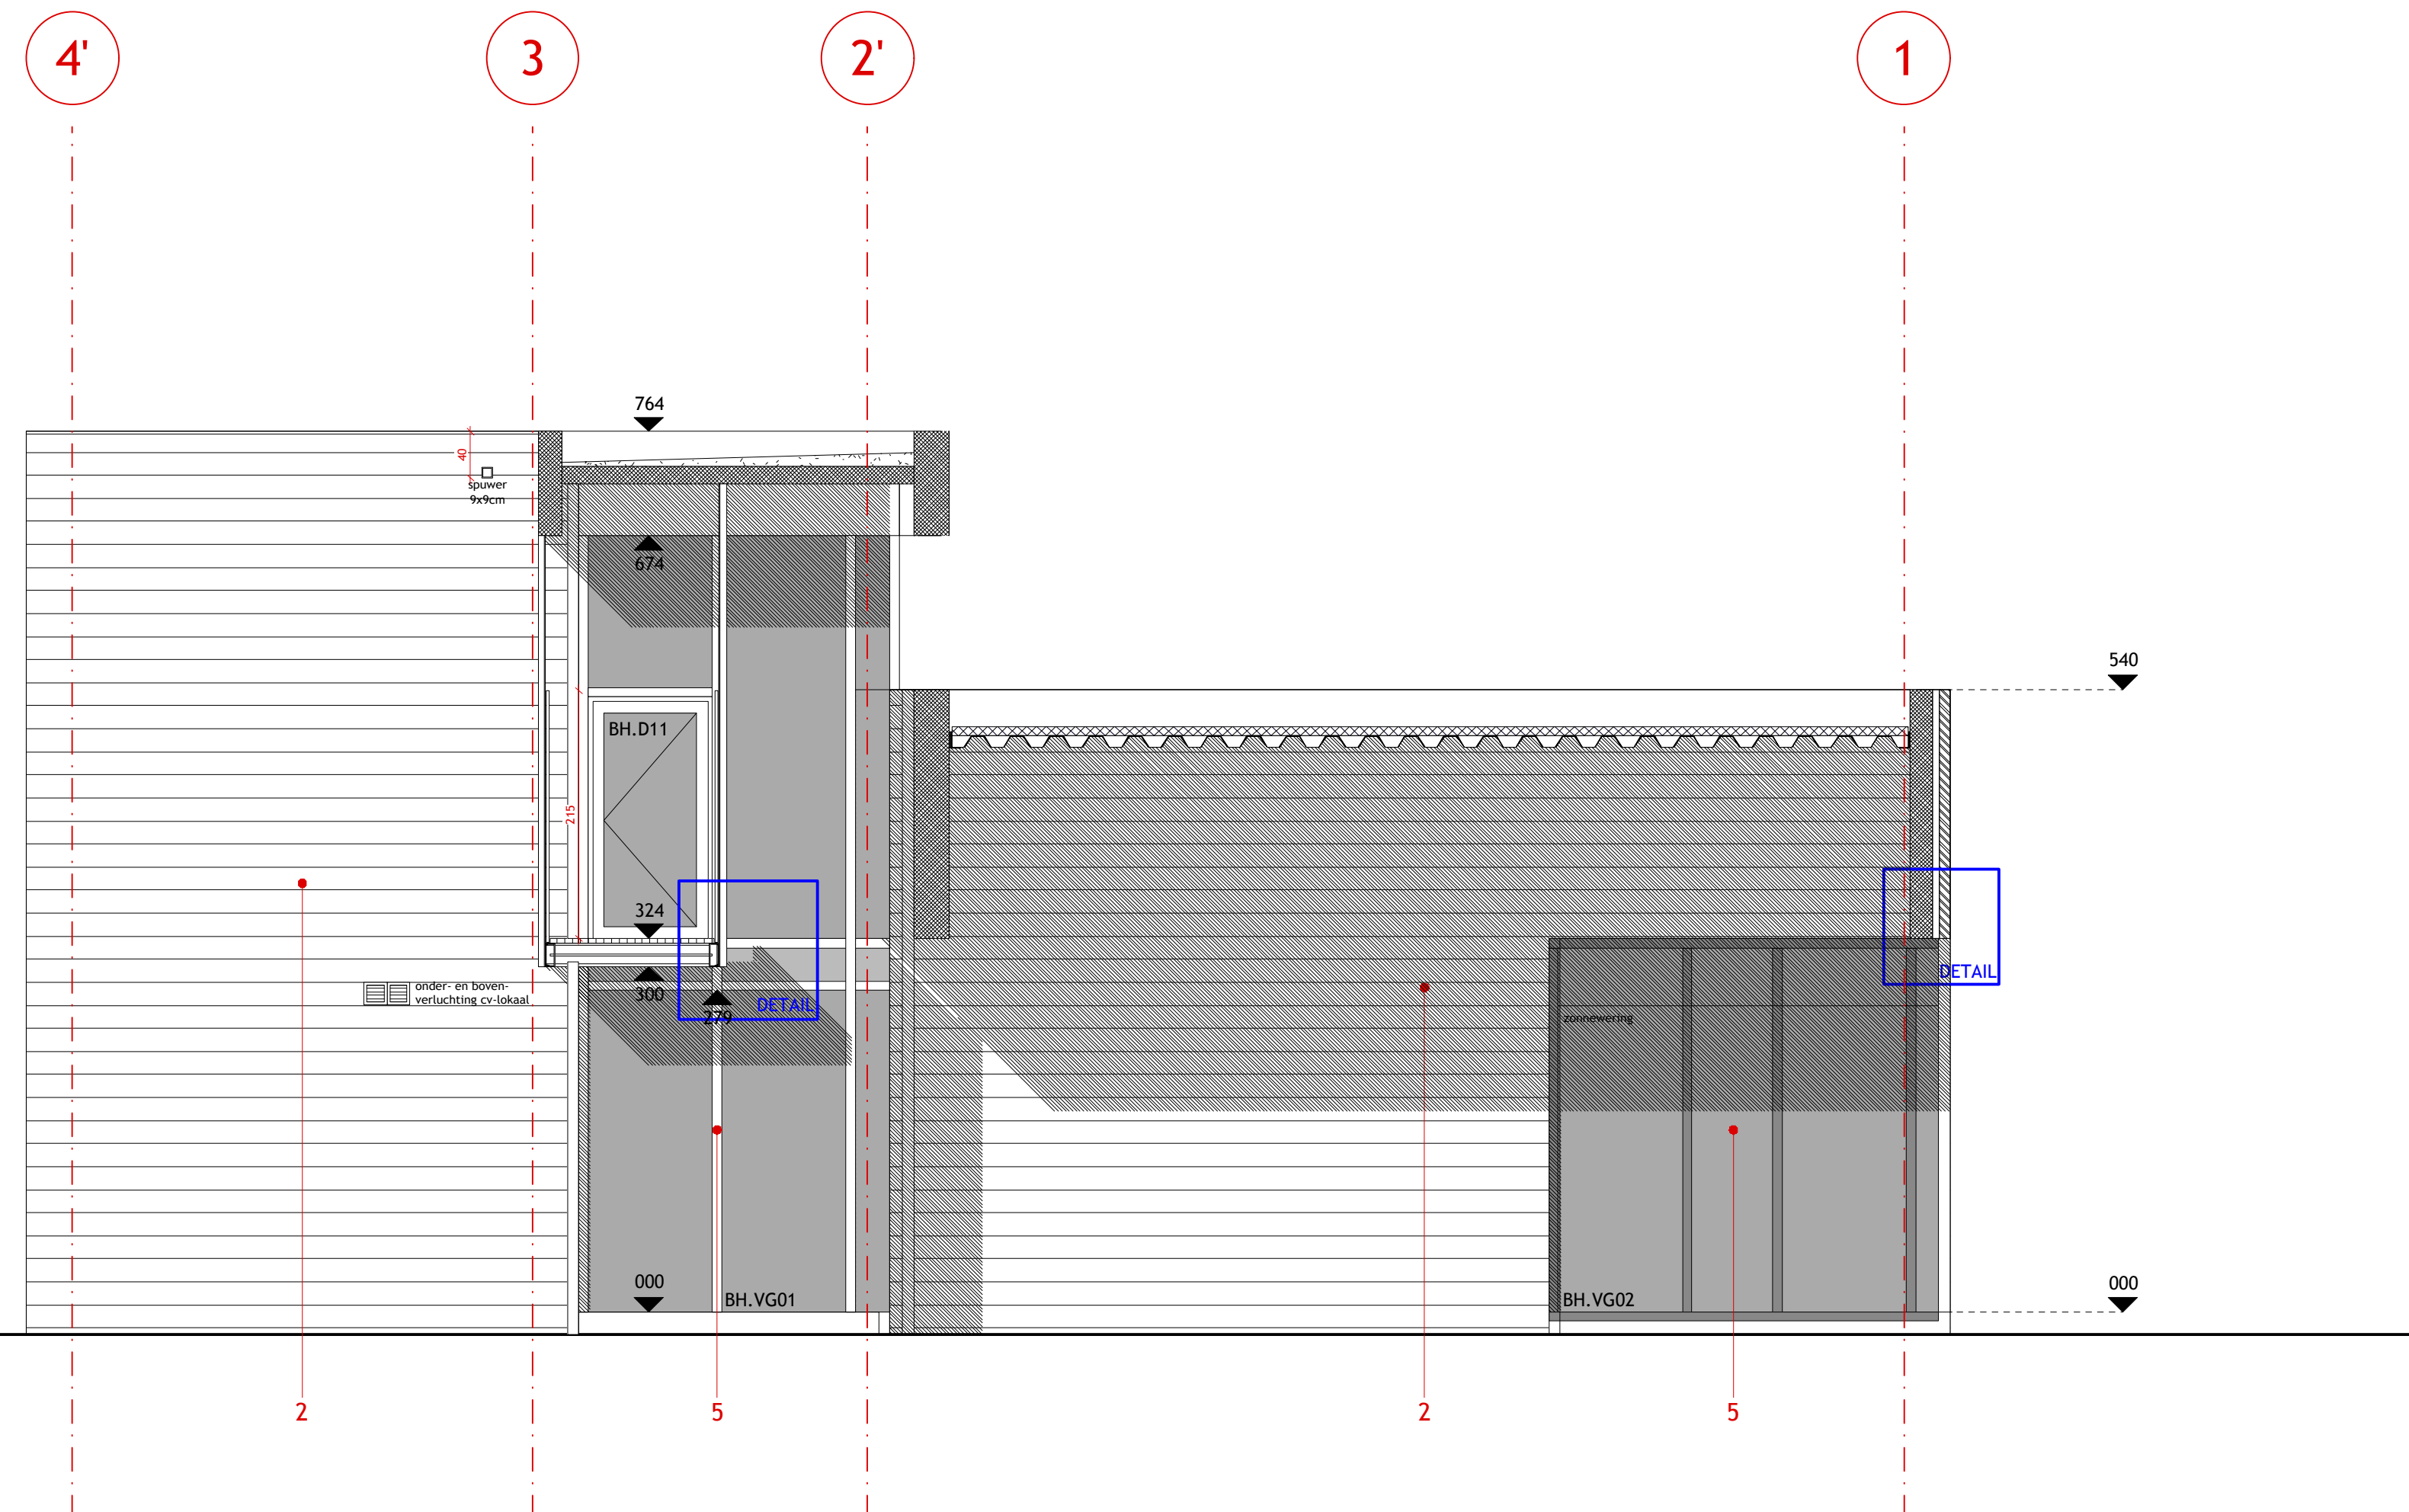 4'
3
2'
1
764
40
spuwer
9x9cm
674
540
BH.D11
215
324
onder- en boven-
verluchting cv-lokaal
300
279
DETAIL
DETAIL
zonnewering
000
BH.VG01
BH.VG02
000
2
5
2
5